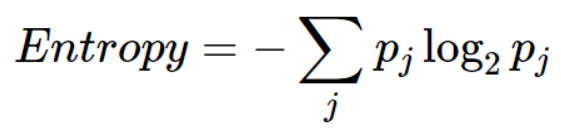 Entropy = − ∑_j p_j log_2 p_j